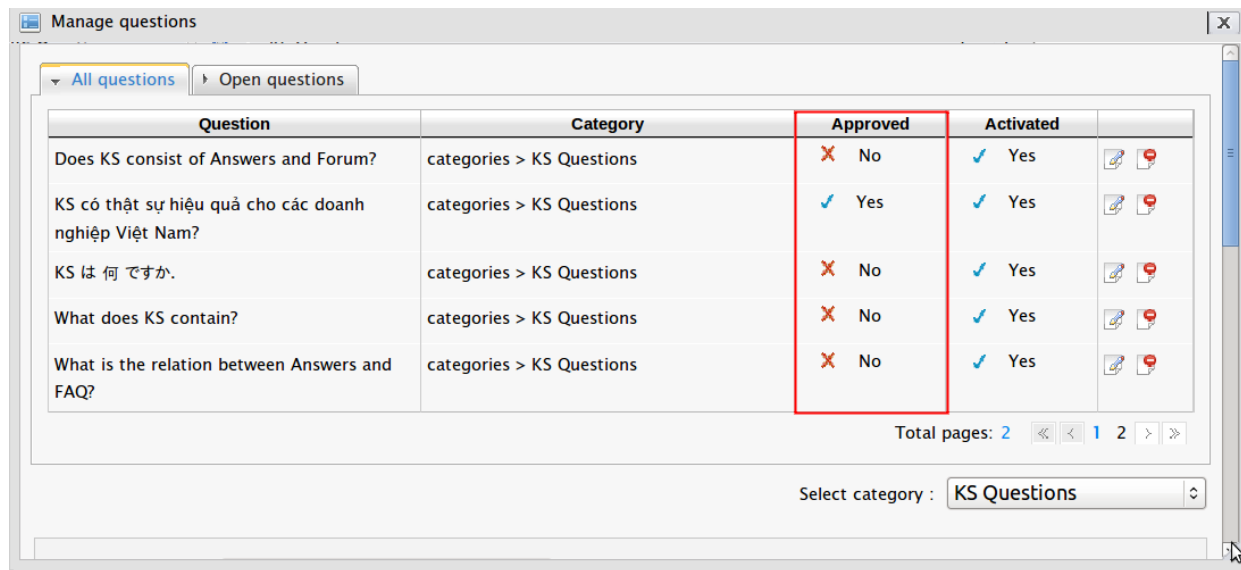 Manage questions
All questions
Open questions
Question Category Approved Activated
Does KS consist of Answers and Forum? categories > KS Questions No Yes
KS có thật sự hiệu quả cho các doanh categories > KS Questions Yes Yes
nghiệp Việt Nam?
KS は 何 ですか. categories > KS Questions No Yes
What does KS contain? categories > KS Questions No Yes
What is the relation between Answers and categories > KS Questions No Yes
FAQ?
Total pages: 2 1 2
Select category : KS Questions